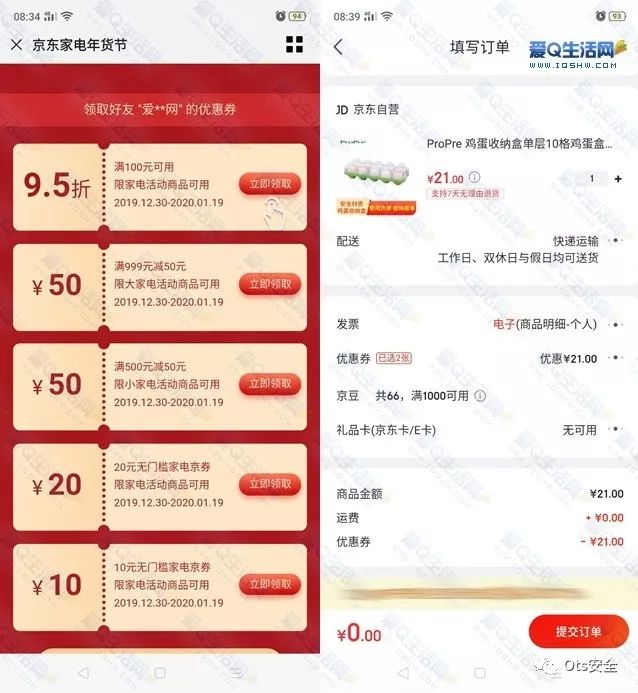 08:34
94
京东家电年货节
领取好友 "爱**网" 的优惠券
9.5折
满100元可用
限家电活动商品可用
2019.12.30-2020.01.19
立即领取
¥50
满999元减50元
限大家电活动商品可用
2019.12.30-2020.01.19
立即领取
¥50
满500元减50元
限小家电活动商品可用
2019.12.30-2020.01.19
立即领取
¥20
20元无门槛家电京券
限家电活动商品可用
2019.12.30-2020.01.19
立即领取
¥10
10元无门槛家电京券
限家电活动商品可用
2019.12.30-2020.01.19
立即领取
08:39
93
填写订单
爱Q生活网
www.iqshw.com
JD 京东自营
ProPre
ProPre 鸡蛋收纳盒单层10格鸡蛋盒...
¥21.00
1
支持7天无理由退货
安全材质
鸡蛋收纳盒
配送
快递运输
工作日、双休日与假日均可送货
发票
电子(商品明细-个人)
优惠券 已选2张
优惠¥21.00
京豆 共66，满1000可用
礼品卡(京东卡/E卡)
无可用
商品金额
¥21.00
运费
+ ¥0.00
优惠券
- ¥21.00
¥0.00
提交订单
Ots安全